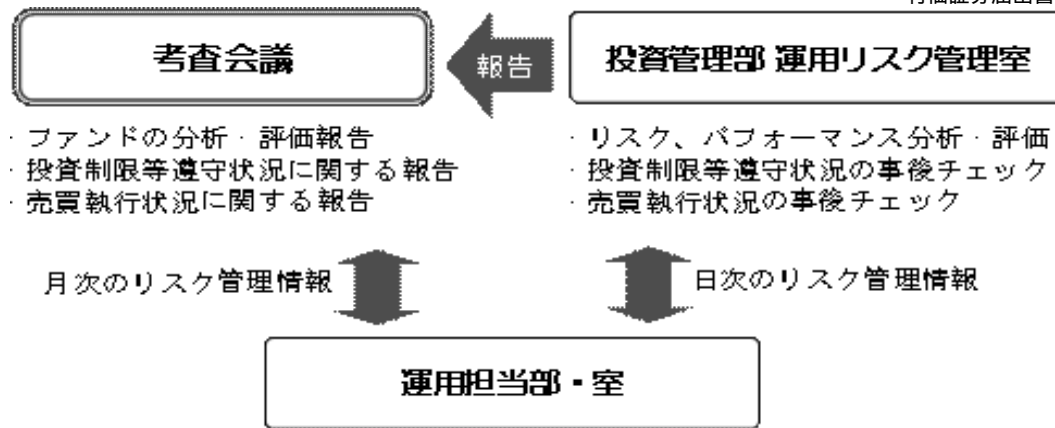 考査会議
報告
投資管理部 運用リスク管理室
・ファンドの分析・評価報告
・投資制限等遵守状況に関する報告
・売買執行状況に関する報告
・リスク、パフォーマンス分析・評価
・投資制限等遵守状況の事後チェック
・売買執行状況の事後チェック
月次のリスク管理情報
日次のリスク管理情報
運用担当部・室